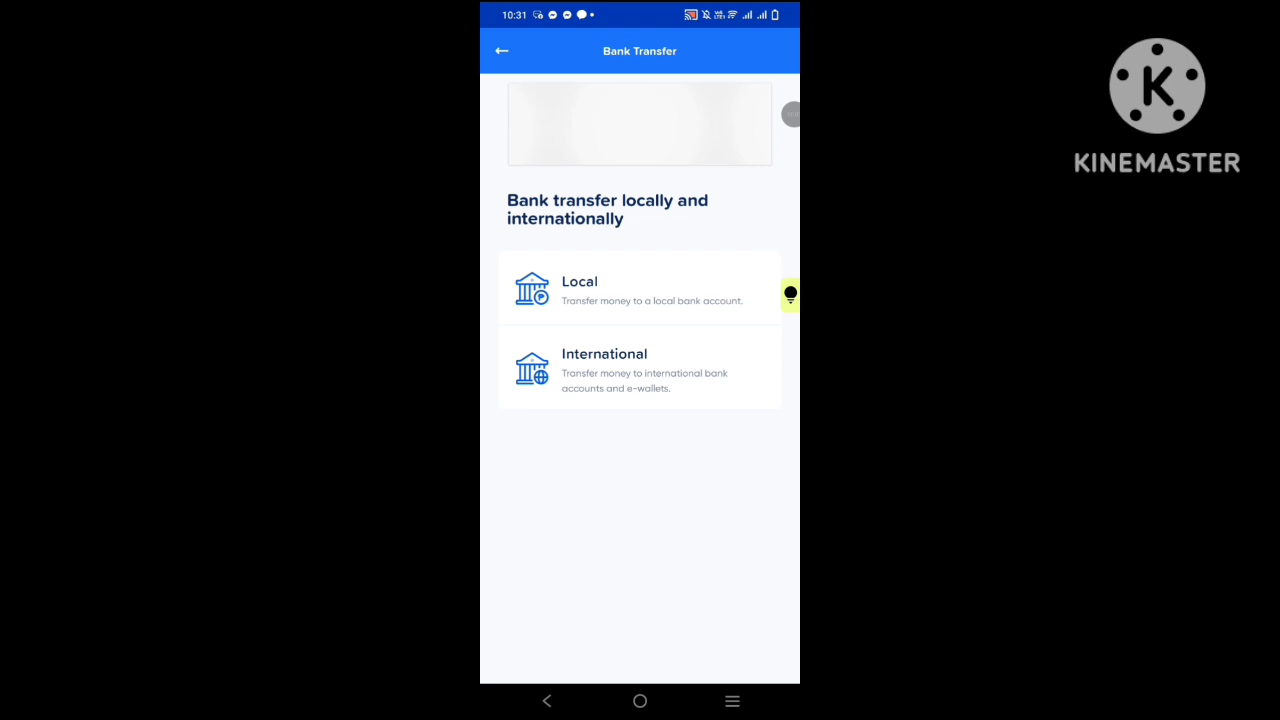 10:31
Bank Transfer
Bank transfer locally and
internationally
Local
Transfer money to a local bank account.
International
Transfer money to international bank
accounts and e-wallets.
K
KINEMASTER